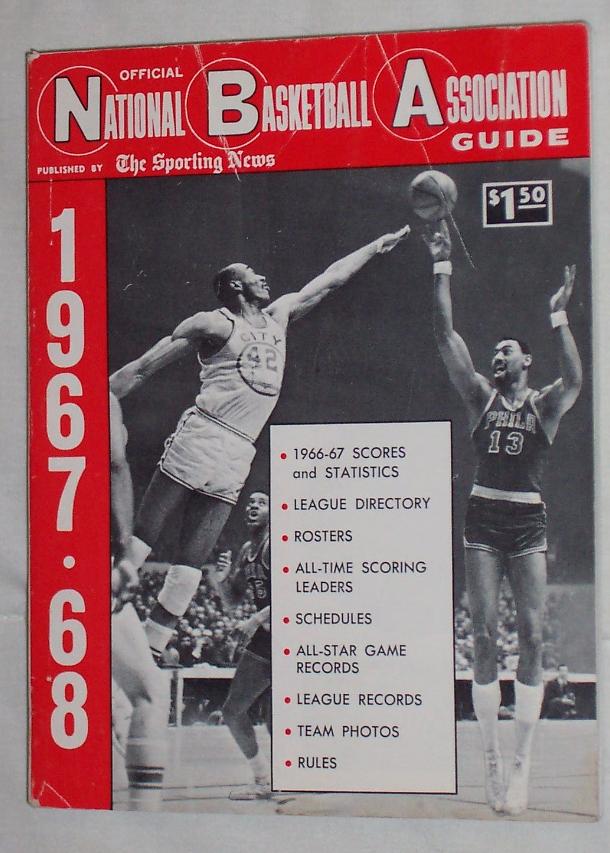 OFFICIAL
NATIONAL BASKETBALL ASSOCIATION
GUIDE
PUBLISHED BY The Sporting News
$1.50
1967·68
CITY
42
PHILA
13
• 1966-67 SCORES
and STATISTICS
• LEAGUE DIRECTORY
• ROSTERS
• ALL-TIME SCORING
LEADERS
• SCHEDULES
• ALL-STAR GAME
RECORDS
• LEAGUE RECORDS
• TEAM PHOTOS
• RULES